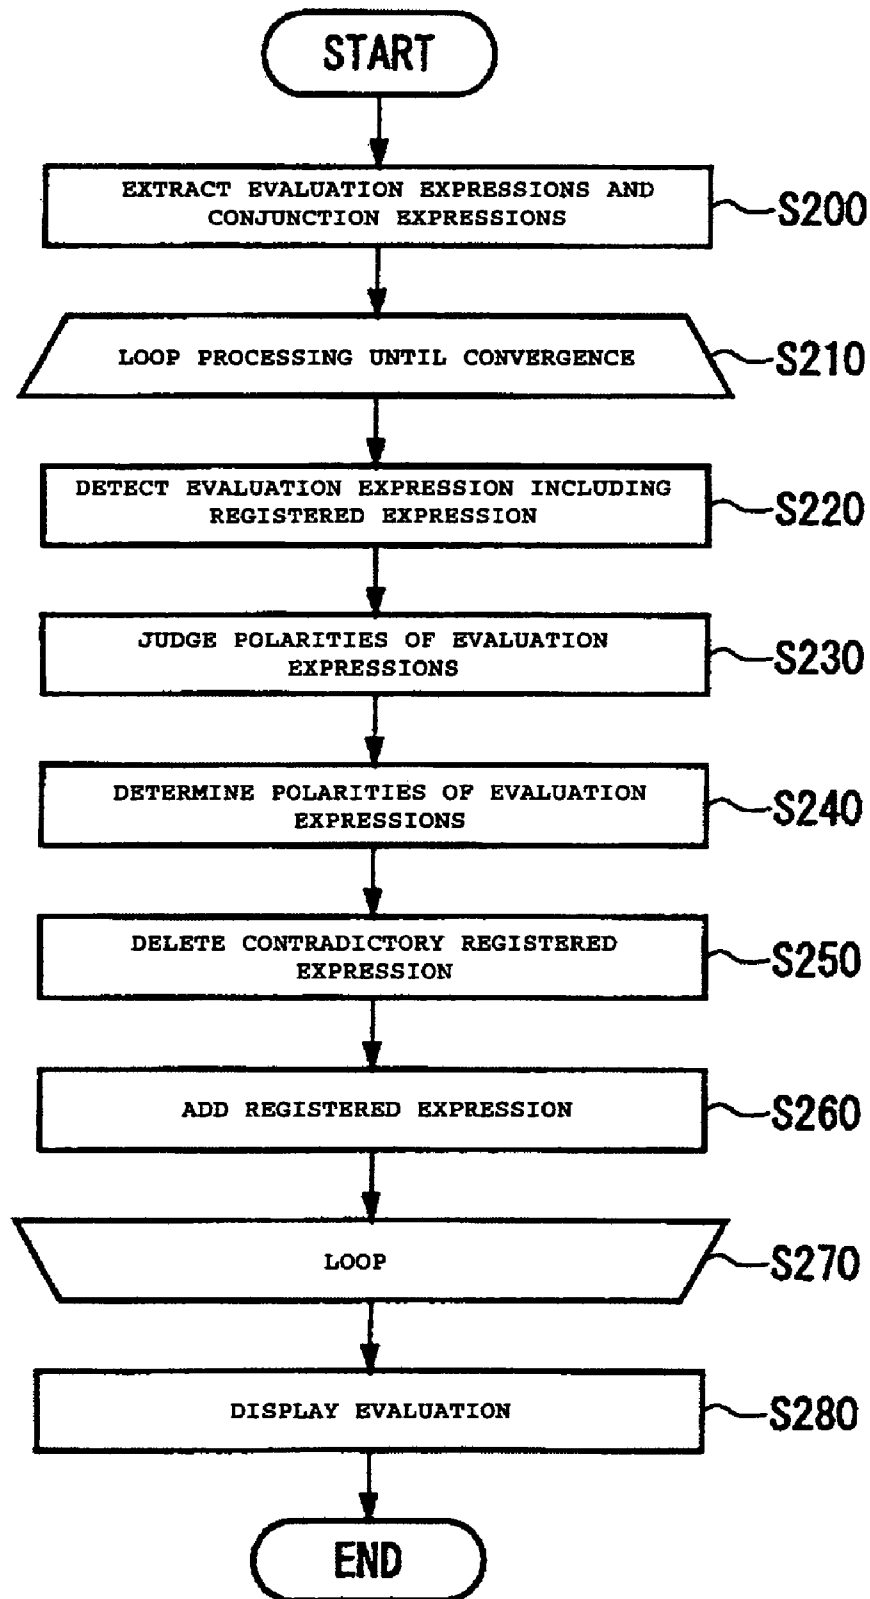 START
EXTRACT EVALUATION EXPRESSIONS AND
CONJUNCTION EXPRESSIONS
S200
LOOP PROCESSING UNTIL CONVERGENCE
S210
DETECT EVALUATION EXPRESSION INCLUDING
REGISTERED EXPRESSION
S220
JUDGE POLARITIES OF EVALUATION
EXPRESSIONS
S230
DETERMINE POLARITIES OF EVALUATION
EXPRESSIONS
S240
DELETE CONTRADICTORY REGISTERED
EXPRESSION
S250
ADD REGISTERED EXPRESSION
S260
LOOP
S270
DISPLAY EVALUATION
S280
END